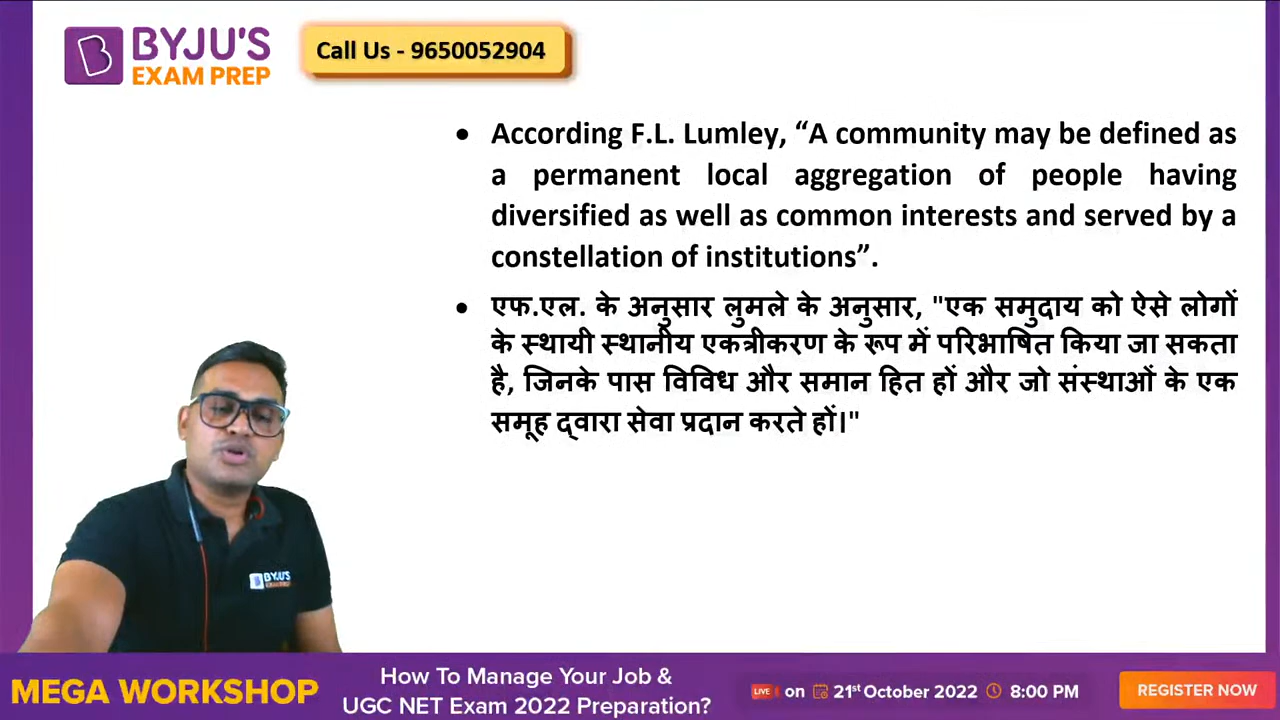 BYJU'S
EXAM PREP
Call Us - 9650052904
• According F.L. Lumley, “A community may be defined as
a permanent local aggregation of people having
diversified as well as common interests and served by a
constellation of institutions”.
• एफ.एल. के अनुसार लुमले के अनुसार, "एक समुदाय को ऐसे लोगों
के स्थायी स्थानीय एकत्रीकरण के रूप में परिभाषित किया जा सकता
है, जिनके पास विविध और समान हित हों और जो संस्थाओं के एक
समूह द्वारा सेवा प्रदान करते हों।"
BYJU'S
EXAM PREP
MEGA WORKSHOP
How To Manage Your Job &
UGC NET Exam 2022 Preparation?
LIVE on 21st October 2022 8:00 PM
REGISTER NOW